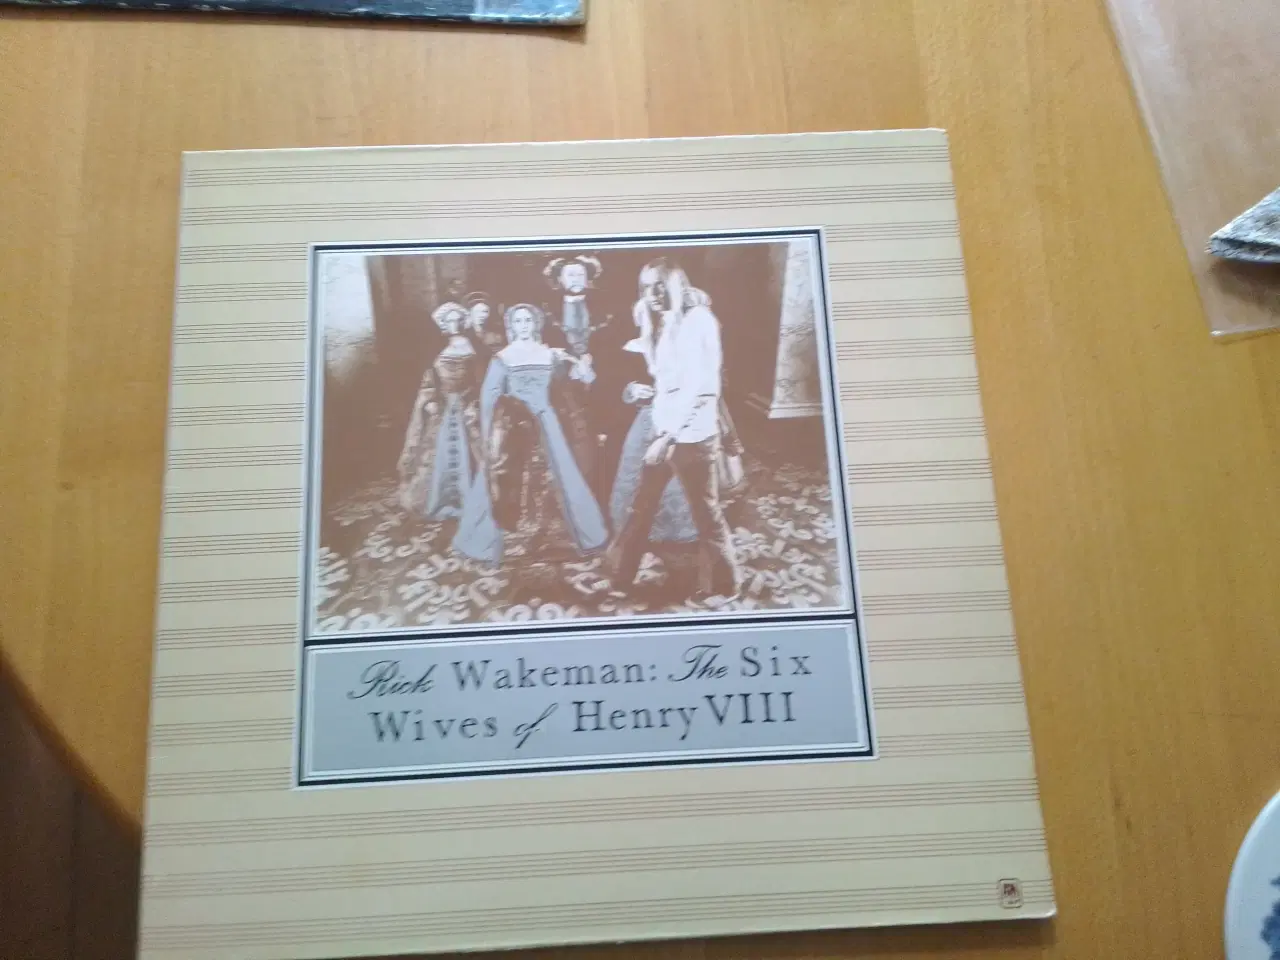 Rick Wakeman: The Six
Wives of Henry VIII